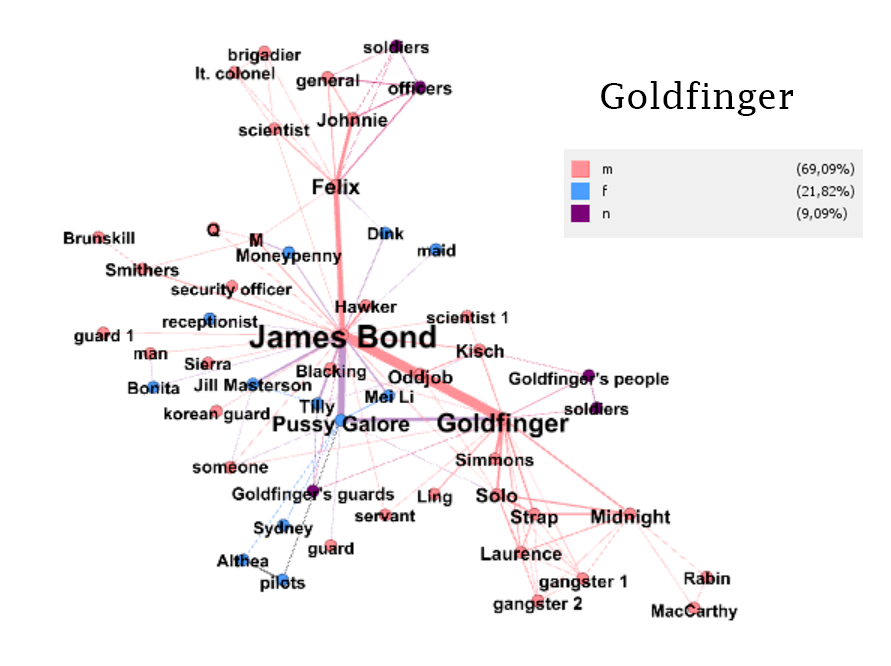 soldiers
brigadier
lt. colonel
general
officers
Goldfinger
Johnnie
scientist
m (69,09%)
f (21,82%)
n (9,09%)
Felix
Q
Dink
Brunskill
M
maid
Moneypenny
Smithers
security officer
Hawker
receptionist
scientist 1
guard 1
James Bond
man
Kisch
Sierra
Blacking
Oddjob
Goldfinger's people
Bonita
Jill Masterson
Mei Li
Tilly
soldiers
korean guard
Pussy Galore
Goldfinger
someone
Simmons
Goldfinger's guards
Ling
Solo
servant
Strap
Midnight
Sydney
guard
Laurence
Althea
pilots
gangster 1
Rabin
gangster 2
MacCarthy